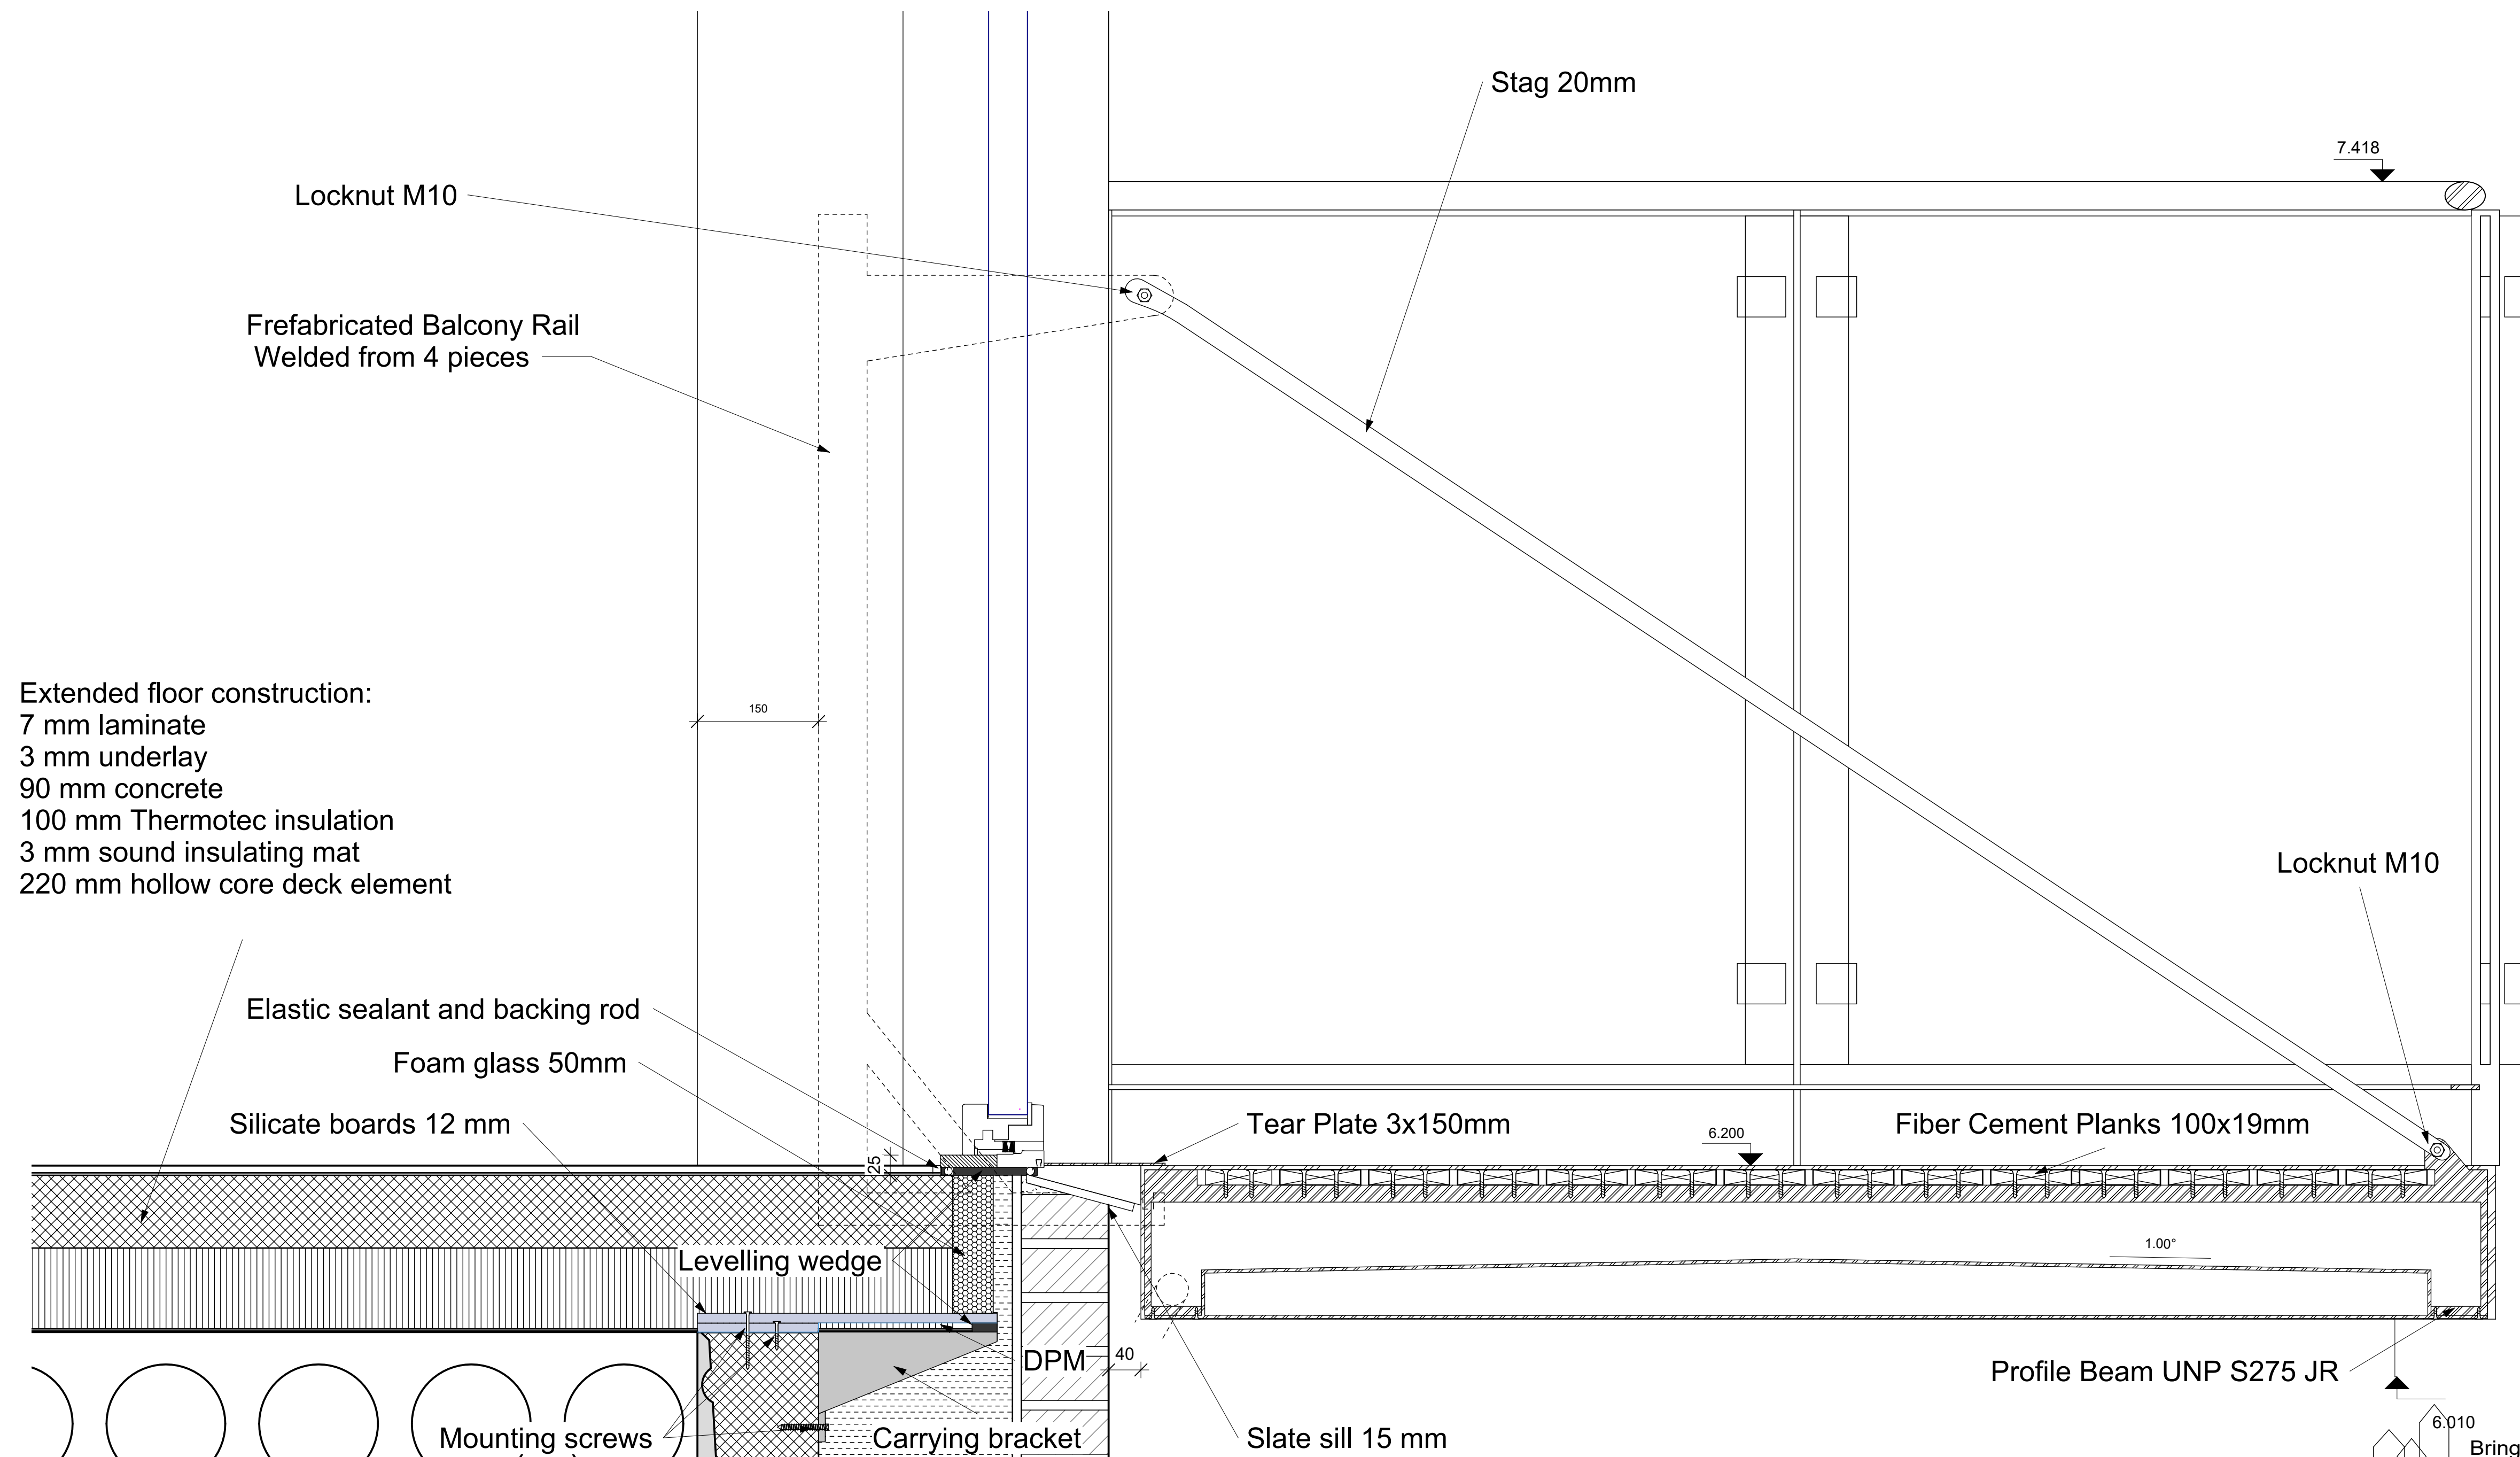 Stag 20mm
7.418
Locknut M10
Frefabricated Balcony Rail
Welded from 4 pieces
Extended floor construction:
7 mm laminate
3 mm underlay
90 mm concrete
100 mm Thermotec insulation
3 mm sound insulating mat
220 mm hollow core deck element
150
Locknut M10
Elastic sealant and backing rod
Foam glass 50mm
Silicate boards 12 mm
25
Tear Plate 3x150mm
6.200
Fiber Cement Planks 100x19mm
Levelling wedge
1.00°
DPM
40
Profile Beam UNP S275 JR
Mounting screws
Carrying bracket
Slate sill 15 mm
6.010
Bring